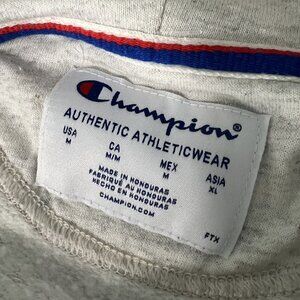 Champion®
AUTHENTIC ATHLETICWEAR
USA CA MEX ASIA
M M/M M XL
MADE IN HONDURAS
FABRIQUÉ AU HONDURAS
HECHO EN HONDURAS
CHAMPION.COM
FTX